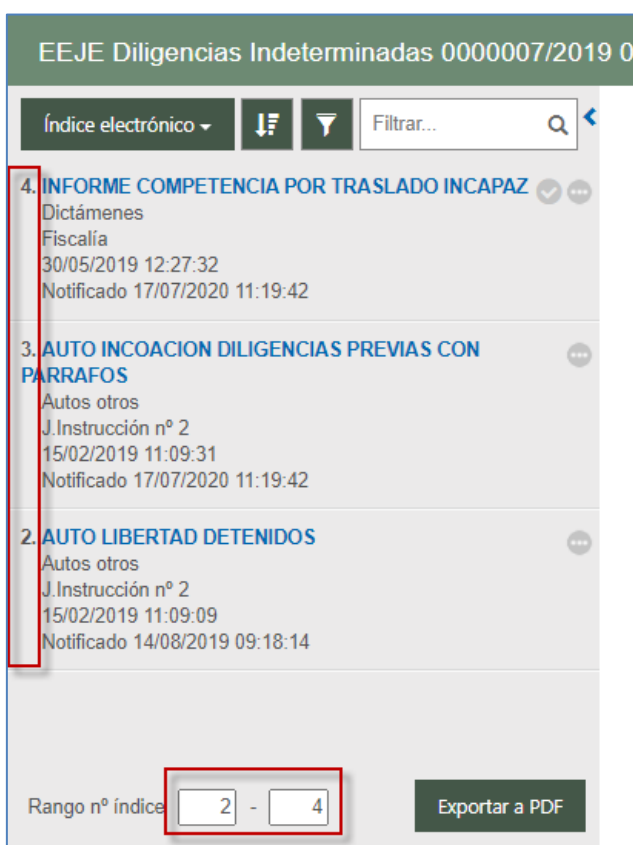 EEJE Diligencias Indeterminadas 0000007/2019 0
Índice electrónico
Filtrar...
4. INFORME COMPETENCIA POR TRASLADO INCAPAZ
Dictámenes
Fiscalía
30/05/2019 12:27:32
Notificado 17/07/2020 11:19:42
3. AUTO INCOACION DILIGENCIAS PREVIAS CON
PARRAFOS
Autos otros
J.Instrucción nº 2
15/02/2019 11:09:31
Notificado 17/07/2020 11:19:42
2. AUTO LIBERTAD DETENIDOS
Autos otros
J.Instrucción nº 2
15/02/2019 11:09:09
Notificado 14/08/2019 09:18:14
Rango nº índice 2 - 4 Exportar a PDF